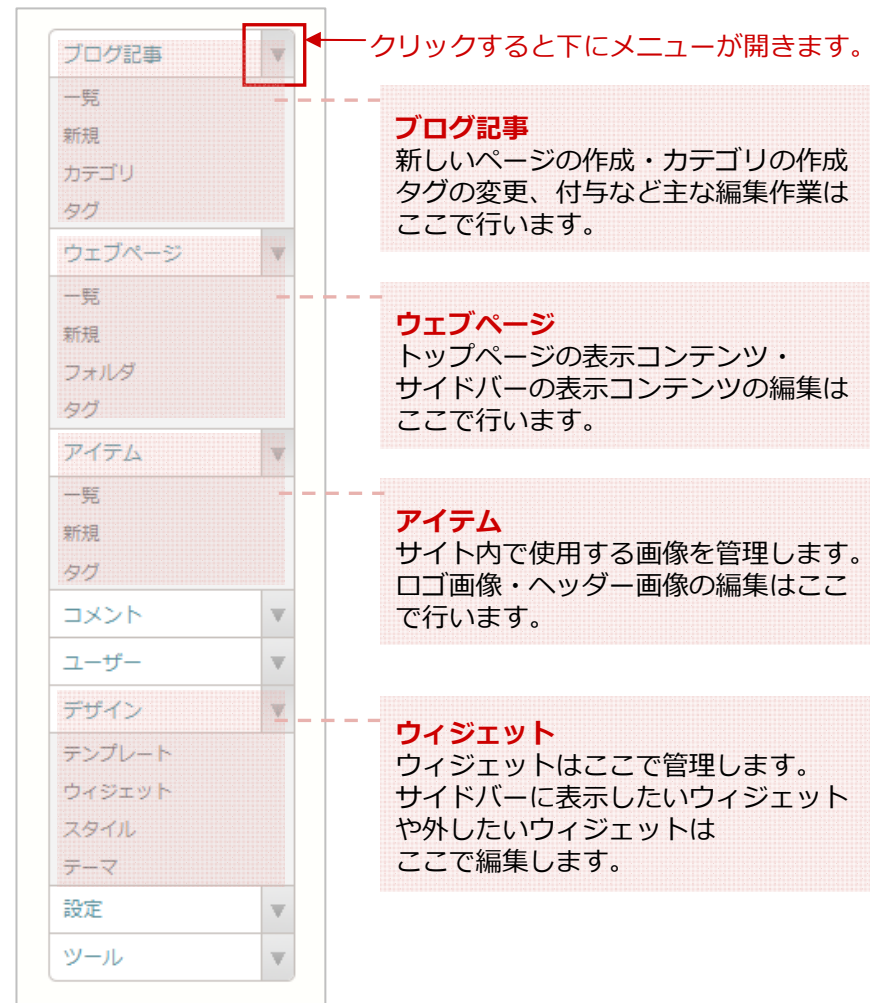 ブログ記事
▼
クリックすると下にメニューが開きます。
一覧
新規
カテゴリ
タグ
ブログ記事
新しいページの作成・カテゴリの作成
タグの変更、付与など主な編集作業は
ここで行います。
ウェブページ
▼
一覧
新規
フォルダ
タグ
ウェブページ
トップページの表示コンテンツ・
サイドバーの表示コンテンツの編集は
ここで行います。
アイテム
▼
一覧
新規
タグ
アイテム
サイト内で使用する画像を管理します。
ロゴ画像・ヘッダー画像の編集はここ
で行います。
コメント
▼
ユーザー
▼
デザイン
▼
テンプレート
ウィジェット
スタイル
テーマ
ウィジェット
ウィジェットはここで管理します。
サイドバーに表示したいウィジェット
や外したいウィジェットは
ここで編集します。
設定
▼
ツール
▼